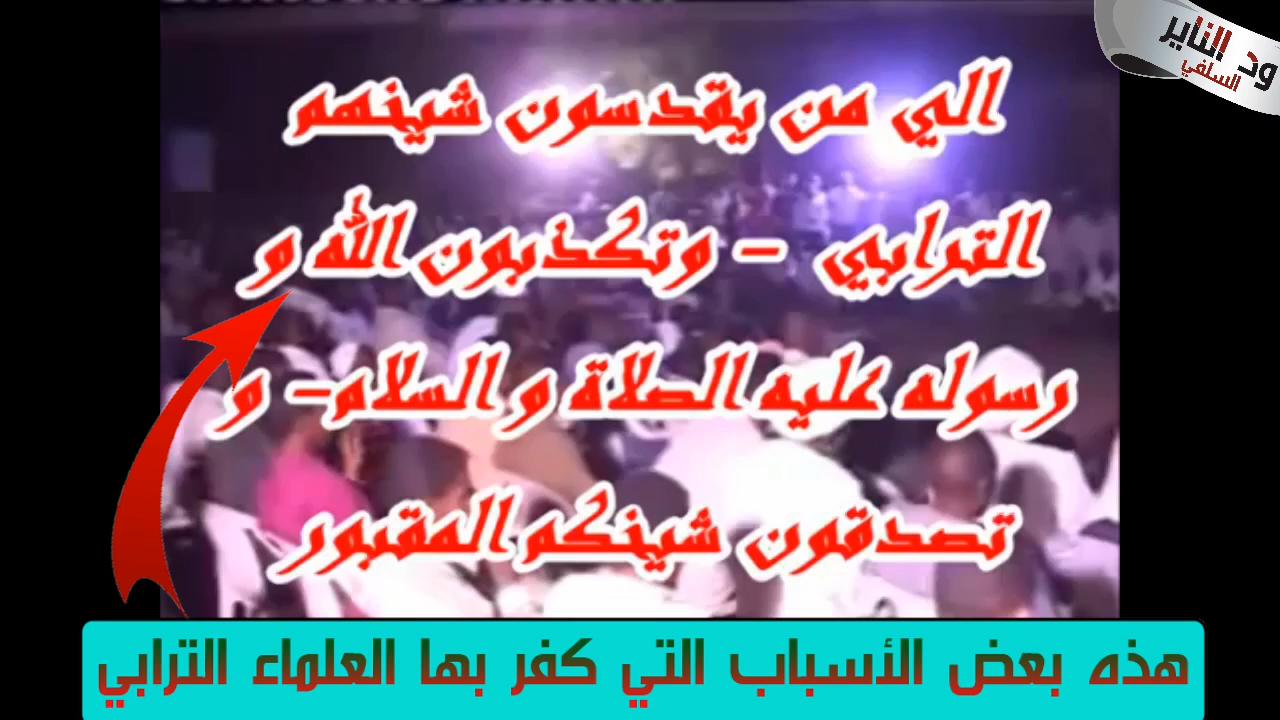 ود الناير
السلفي
الي من يقدسون شيخهم
الترابي - وتكذبون الله و
رسوله عليه الصلاة و السلام- و
تصدقون شيخكم المقبور
هذه بعض الأسباب التي كفر بها العلماء الترابي